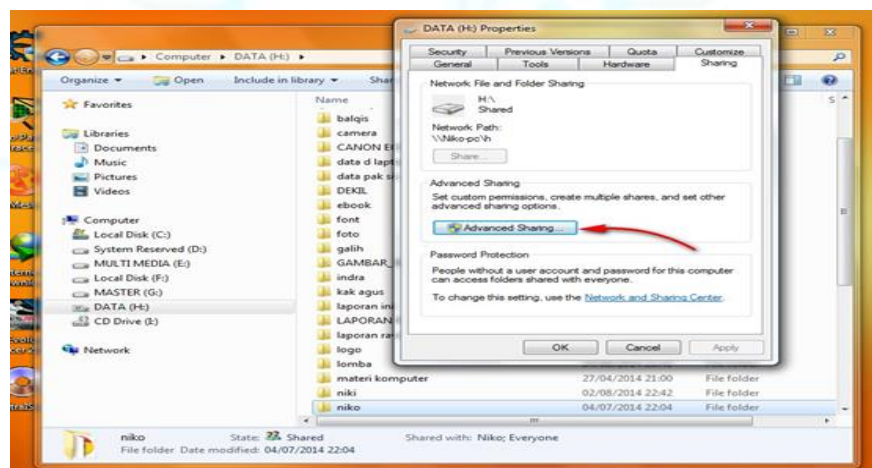 DATA (H:) Properties
Computer ▸ DATA (H:) ▸
Organize Open Include in library Shar
Favorites
Libraries
Documents
Music
Pictures
Videos
Computer
Local Disk (C:)
System Reserved (D:)
MULTI MEDIA (E:)
Local Disk (F:)
MASTER (G:)
DATA (H:)
CD Drive (I:)
Network
Name
balqis
camera
CANON E
data d lapt
data pak s
DEKIL
ebook
font
foto
galih
GAMBAR_
indra
kak agus
laporan ini
LAPORAN
laporan ra
logo
lomba
materi komputer 27/04/2014 21:00 File folder
niki 02/08/2014 22:42 File folder
niko 04/07/2014 22:04 File folder
Security Previous Versions Quota Customize
General Tools Hardware Sharing
Network File and Folder Sharing
H:\
Shared
Network Path:
\\Niko-pc\h
Share...
Advanced Sharing
Set custom permissions, create multiple shares, and set other
advanced sharing options.
Advanced Sharing...
Password Protection
People without a user account and password for this computer
can access folders shared with everyone.
To change this setting, use the Network and Sharing Center.
OK Cancel Apply
niko State: Shared Shared with: Niko; Everyone
File folder Date modified: 04/07/2014 22:04